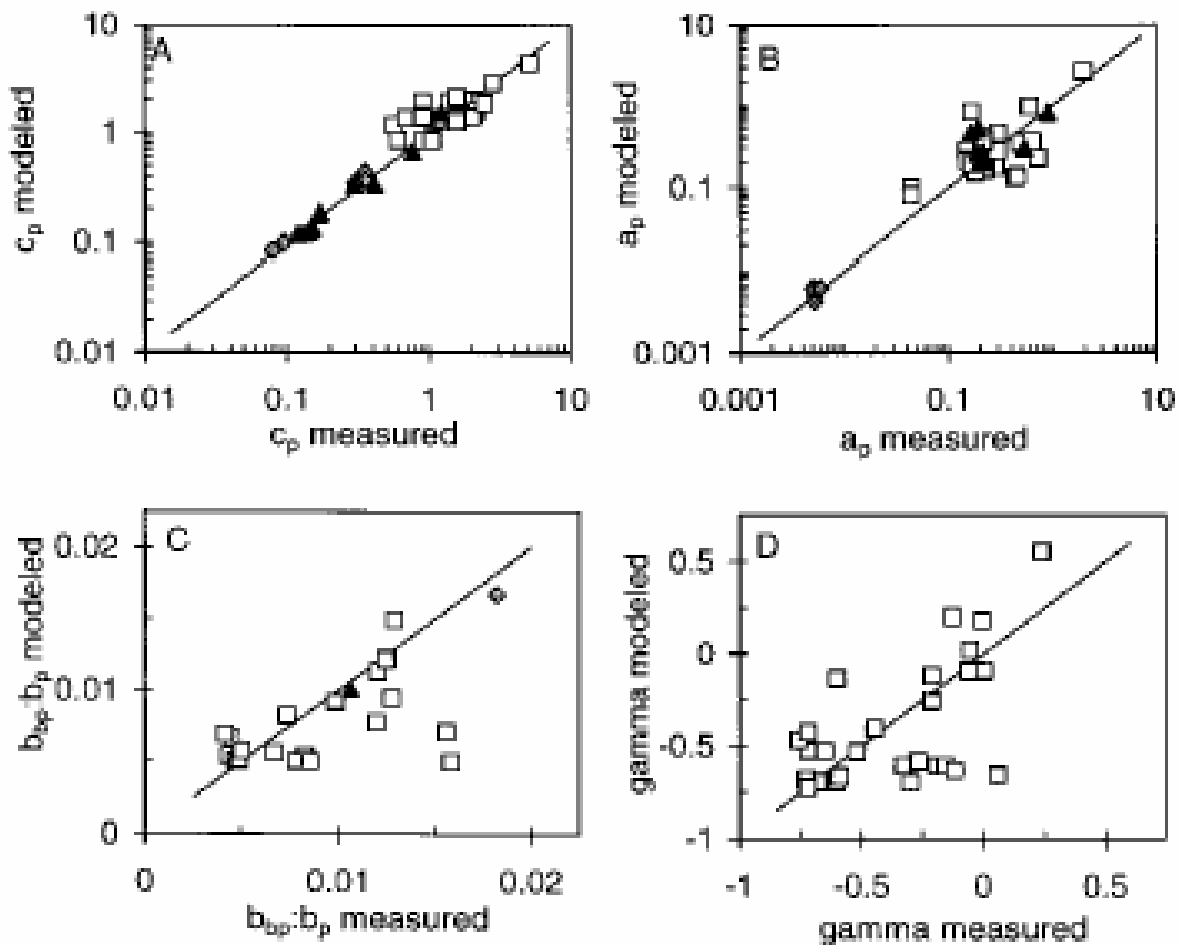 10
A
1
0.1
0.01
c_p modeled
0.01 0.1 1 10
c_p measured
10
B
0.1
0.001
a_p modeled
0.001 0.1 10
a_p measured
0.02
C
0.01
0
b_bp:b_p modeled
0 0.01 0.02
b_bp:b_p measured
D
0.5
0
-0.5
-1
gamma modeled
-1 -0.5 0 0.5
gamma measured